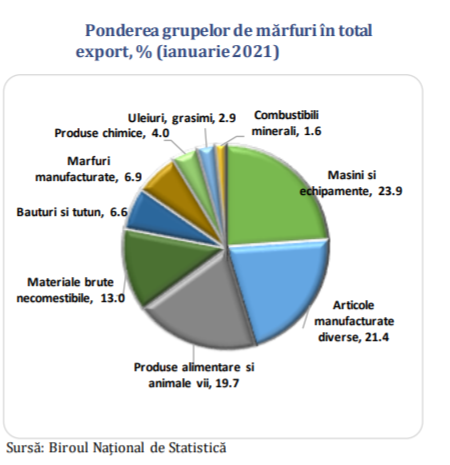 Ponderea grupelor de mărfuri în total
export, % (ianuarie 2021)
Uleiuri, grasimi, 2.9
Combustibili
minerali, 1.6
Produse chimice, 4.0
Marfuri
manufacturate, 6.9
Masini si
echipamente, 23.9
Bauturi si tutun, 6.6
Materiale brute
necomestibile, 13.0
Articole
manufacturate
diverse, 21.4
Produse alimentare si
animale vii, 19.7
Sursă: Biroul Național de Statistică